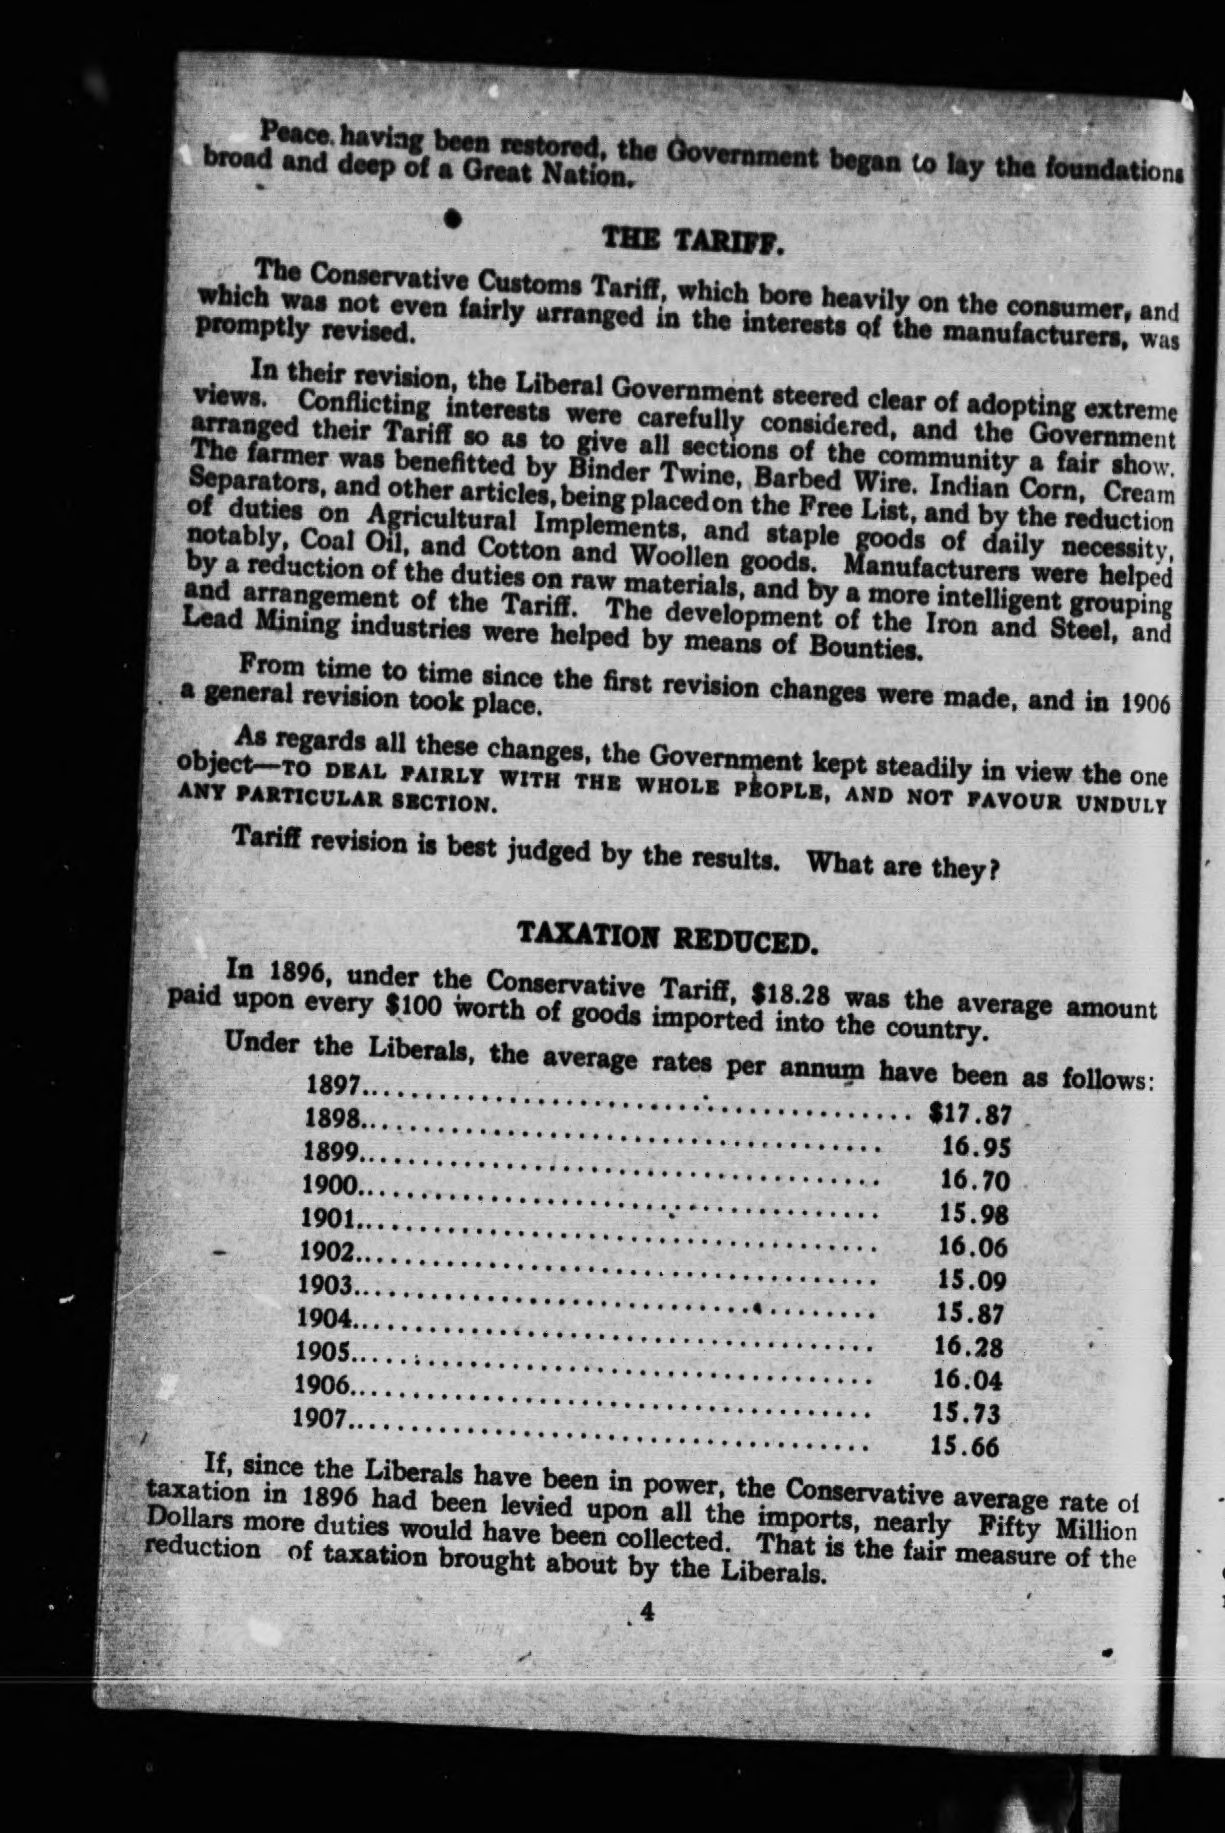 Peace having been restored, the Government began to lay the foundations
broad and deep of a Great Nation.
THE TARIFF.
The Conservative Customs Tariff, which bore heavily on the consumer, and
which was not even fairly arranged in the interests of the manufacturers, was
promptly revised.
In their revision, the Liberal Government steered clear of adopting extreme
views. Conflicting interests were carefully considered, and the Government
arranged their Tariff so as to give all sections of the community a fair show.
The farmer was benefitted by Binder Twine, Barbed Wire. Indian Corn, Cream
Separators, and other articles, being placed on the Free List, and by the reduction
of duties on Agricultural Implements, and staple goods of daily necessity,
notably, Coal Oil, and Cotton and Woollen goods. Manufacturers were helped
by a reduction of the duties on raw materials, and by a more intelligent grouping
and arrangement of the Tariff. The development of the Iron and Steel, and
Lead Mining industries were helped by means of Bounties.
From time to time since the first revision changes were made, and in 1906
a general revision took place.
As regards all these changes, the Government kept steadily in view the one
object—TO DEAL FAIRLY WITH THE WHOLE PEOPLE, AND NOT FAVOUR UNDULY
ANY PARTICULAR SECTION.
Tariff revision is best judged by the results. What are they?
TAXATION REDUCED.
In 1896, under the Conservative Tariff, $18.28 was the average amount
paid upon every $100 worth of goods imported into the country.
Under the Liberals, the average rates per annum have been as follows:
1897........................................ $17.87
1898........................................ 16.95
1899........................................ 16.70
1900........................................ 15.98
1901........................................ 16.06
1902........................................ 15.09
1903........................................ 15.87
1904........................................ 16.28
1905........................................ 16.04
1906........................................ 15.73
1907........................................ 15.66
If, since the Liberals have been in power, the Conservative average rate of
taxation in 1896 had been levied upon all the imports, nearly Fifty Million
Dollars more duties would have been collected. That is the fair measure of the
reduction of taxation brought about by the Liberals.
4